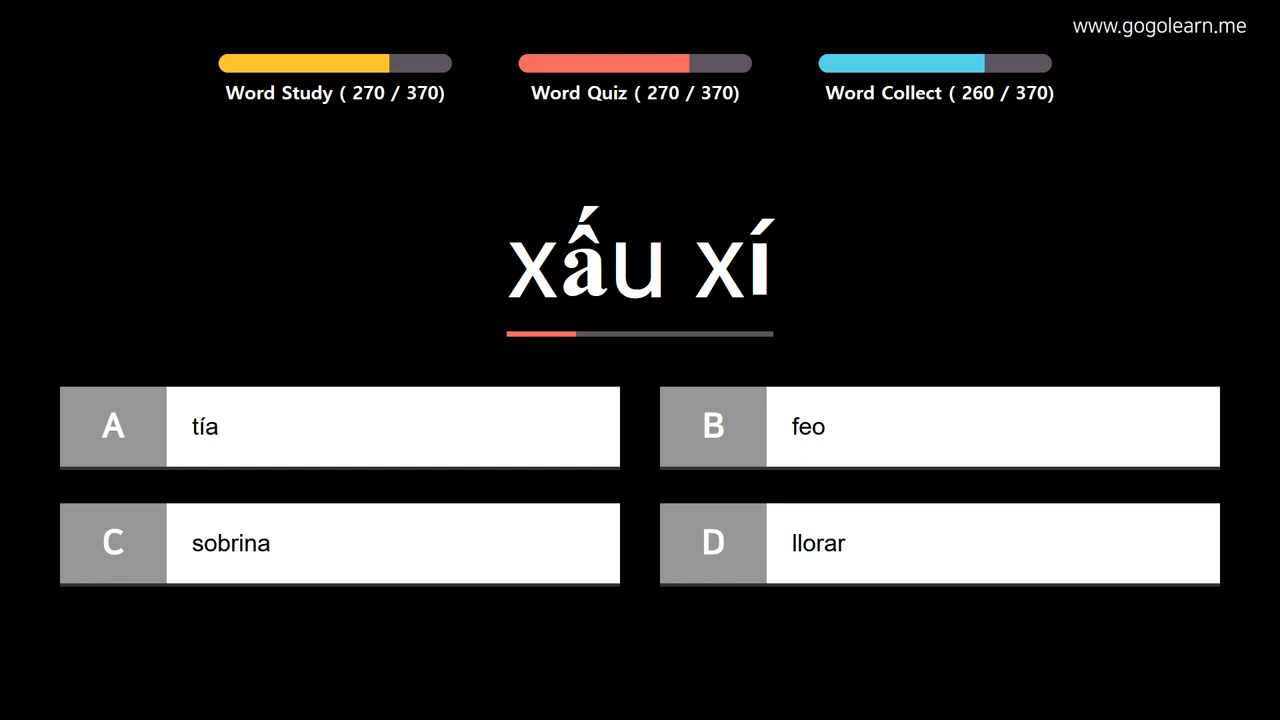 www.gogolearn.me
Word Study ( 270 / 370)
Word Quiz ( 270 / 370)
Word Collect ( 260 / 370)
xấu xí
A tía
B feo
C sobrina
D llorar